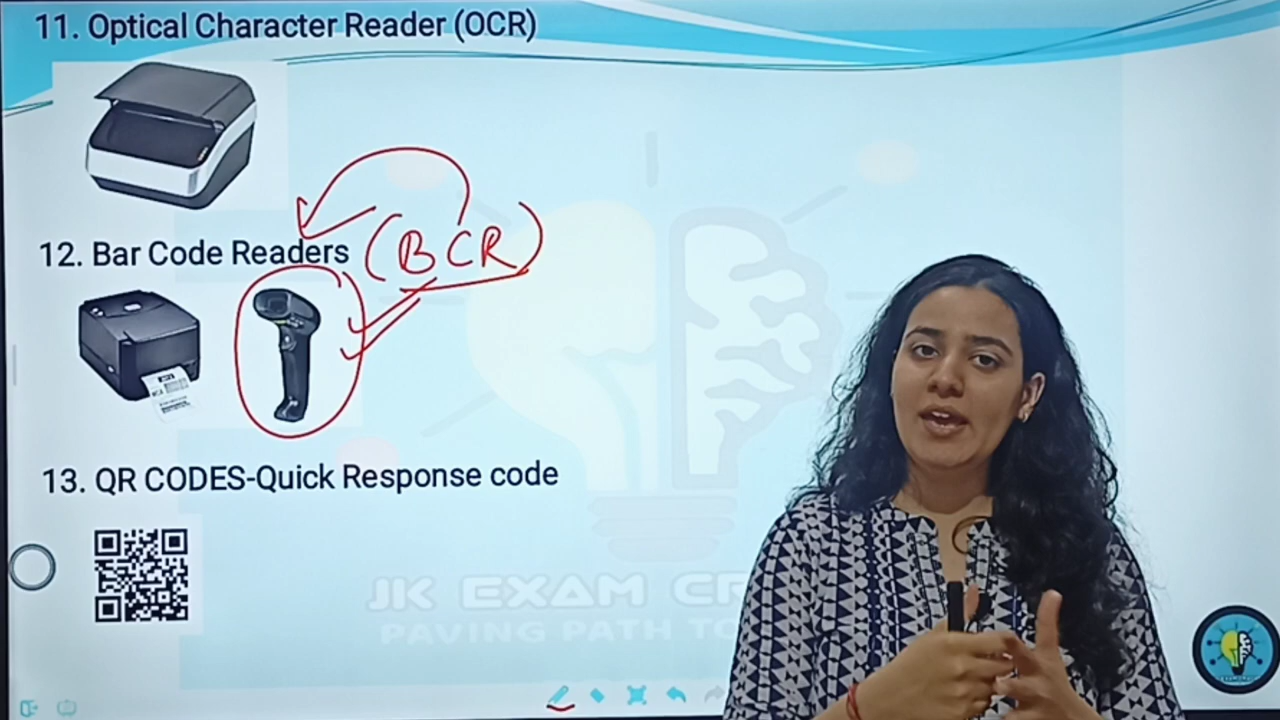 11. Optical Character Reader (OCR)
12. Bar Code Readers (BCR)
13. QR CODES-Quick Response code
JK EXAM CR
PAVING PATH TO